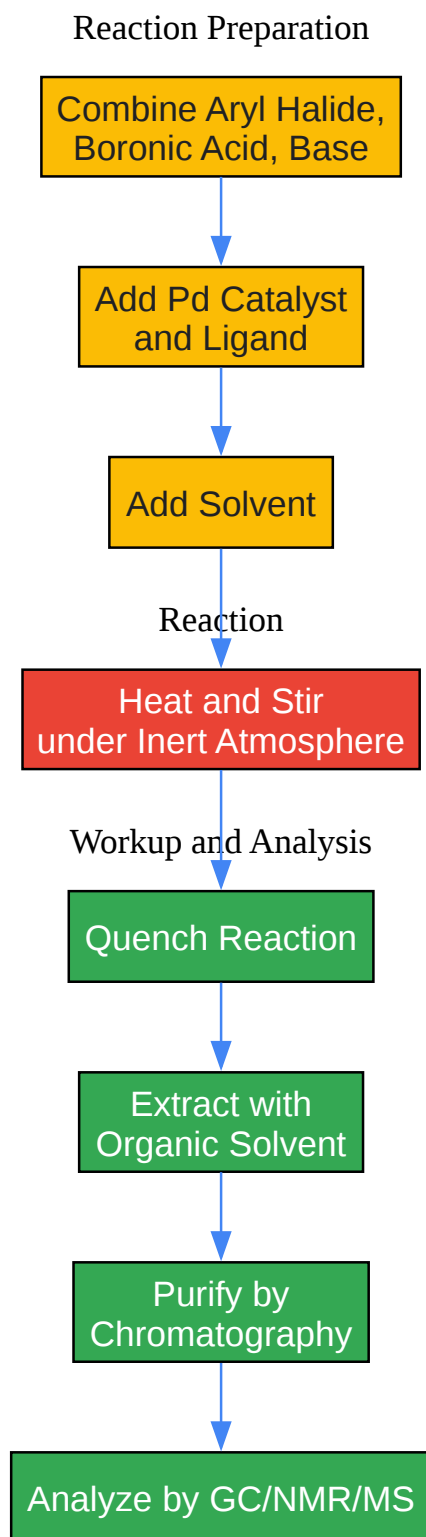 Reaction Preparation
Combine Aryl Halide,
Boronic Acid, Base
Add Pd Catalyst
and Ligand
Add Solvent
Reaction
Heat and Stir
under Inert Atmosphere
Workup and Analysis
Quench Reaction
Extract with
Organic Solvent
Purify by
Chromatography
Analyze by GC/NMR/MS